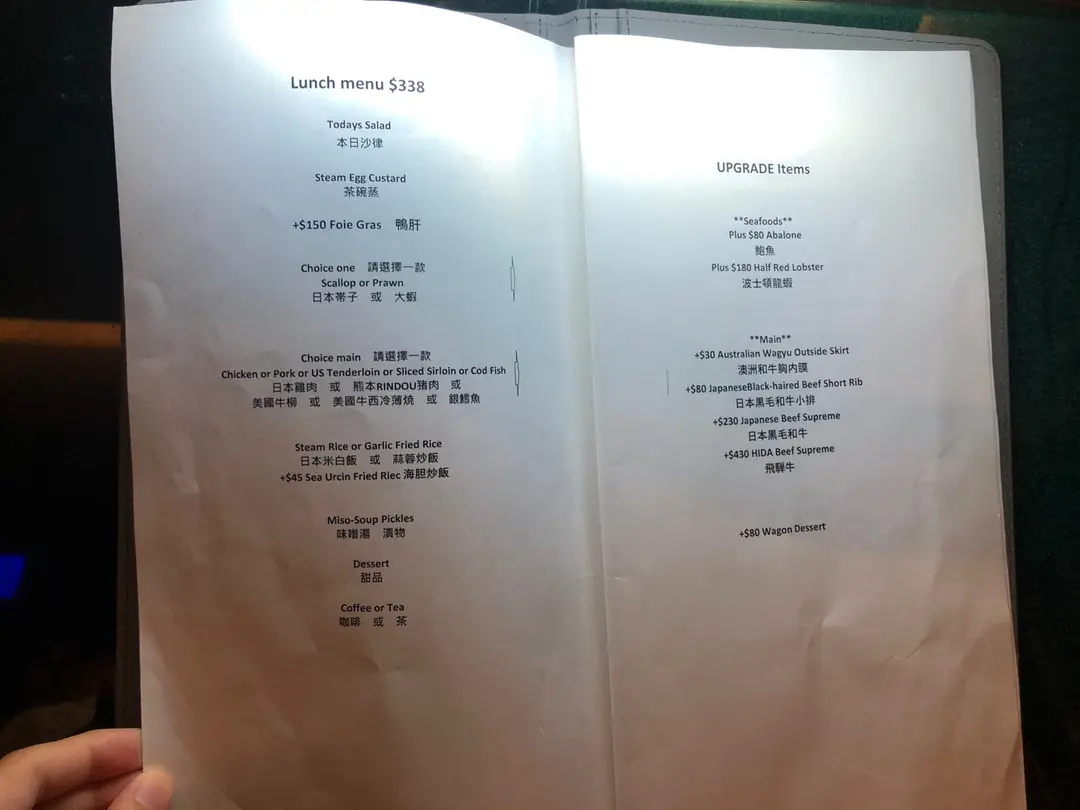 Lunch menu $338
Todays Salad
本日沙律
Steam Egg Custard
茶碗蒸
+$150 Foie Gras 鴨肝
Choice one 請選擇一款
Scallop or Prawn
日本帯子 或 大蝦
Choice main 請選擇一款
Chicken or Pork or US Tenderloin or Sliced Sirloin or Cod Fish
日本雞肉 或 熊本RINDOU猪肉 或
美國牛柳 或 美國牛西冷薄燒 或 銀鱈魚
Steam Rice or Garlic Fried Rice
日本米白飯 或 蒜蓉炒飯
+$45 Sea Urcin Fried Riec 海胆炒飯
Miso-Soup Pickles
味噌湯 漬物
Dessert
甜品
Coffee or Tea
咖啡 或 茶
UPGRADE Items
**Seafoods**
Plus $80 Abalone
鮑魚
Plus $180 Half Red Lobster
波士頓龍蝦
**Main**
+$30 Australian Wagyu Outside Skirt
澳洲和牛胸内膜
+$80 JapaneseBlack-haired Beef Short Rib
日本黒毛和牛小排
+$230 Japanese Beef Supreme
日本黒毛和牛
+$430 HIDA Beef Supreme
飛騨牛
+$80 Wagon Dessert